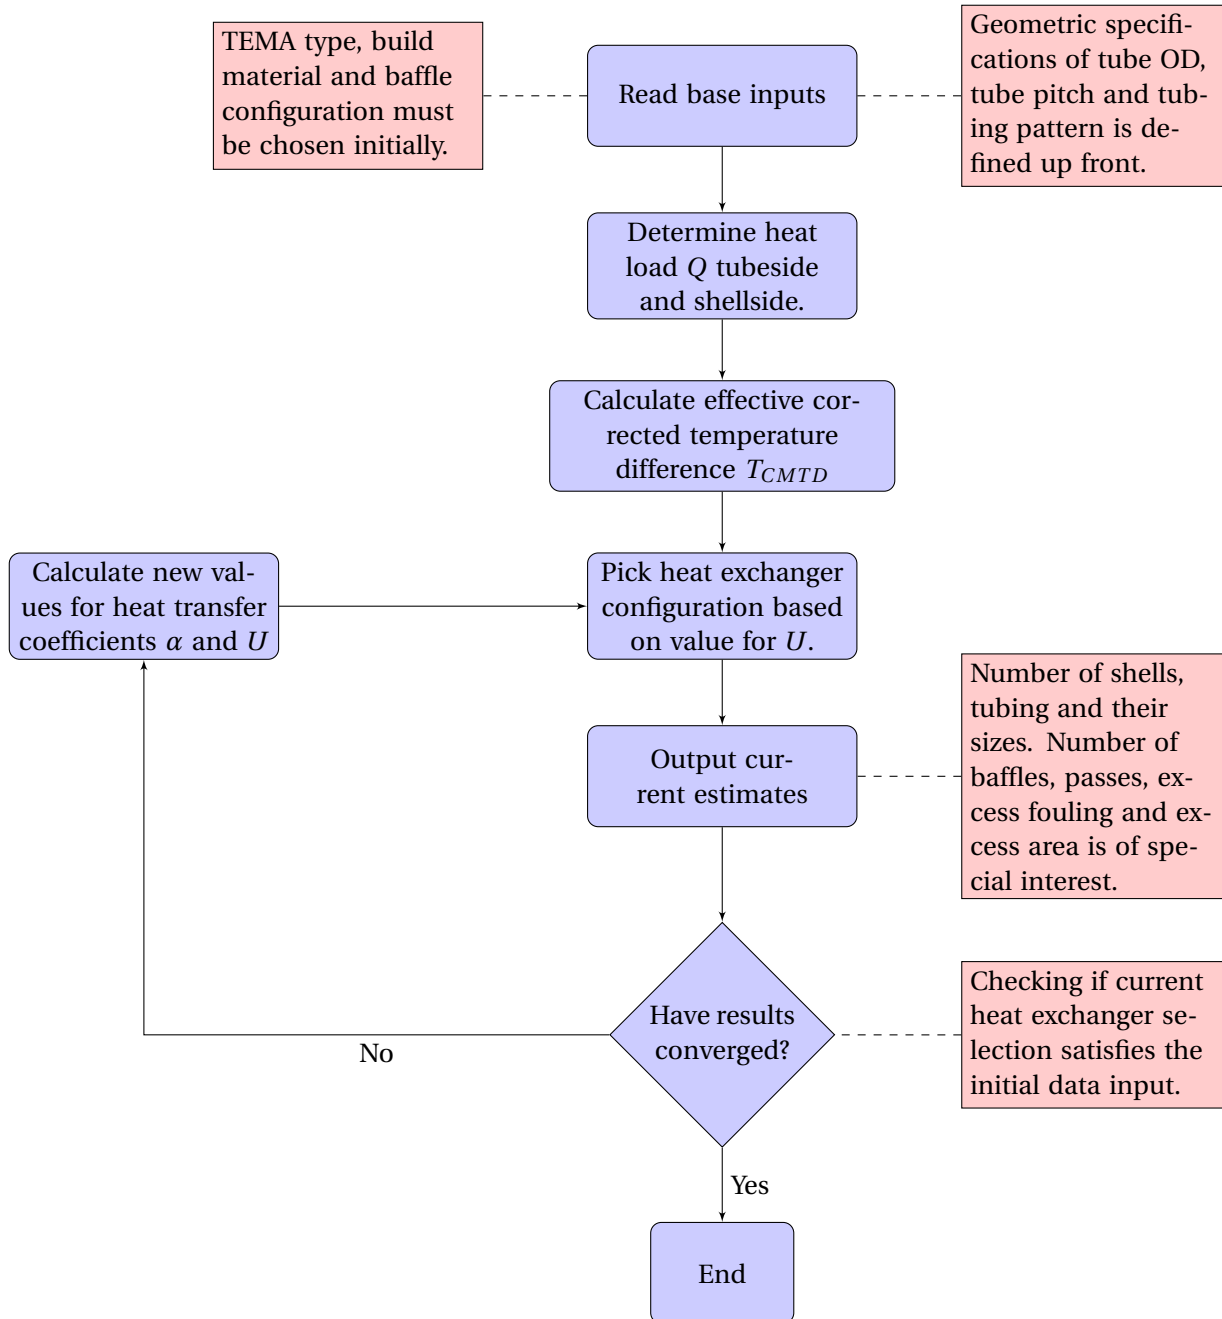 TEMA type, build
material and baffle
configuration must
be chosen initially.
Read base inputs
Geometric specifi-
cations of tube OD,
tube pitch and tub-
ing pattern is de-
fined up front.
Determine heat
load Q tubeside
and shellside.
Calculate effective cor-
rected temperature
difference T_{CMTD}
Calculate new val-
ues for heat transfer
coefficients α and U
Pick heat exchanger
configuration based
on value for U.
Output cur-
rent estimates
Number of shells,
tubing and their
sizes. Number of
baffles, passes, ex-
cess fouling and ex-
cess area is of spe-
cial interest.
Have results
converged?
Checking if current
heat exchanger se-
lection satisfies the
initial data input.
No
Yes
End